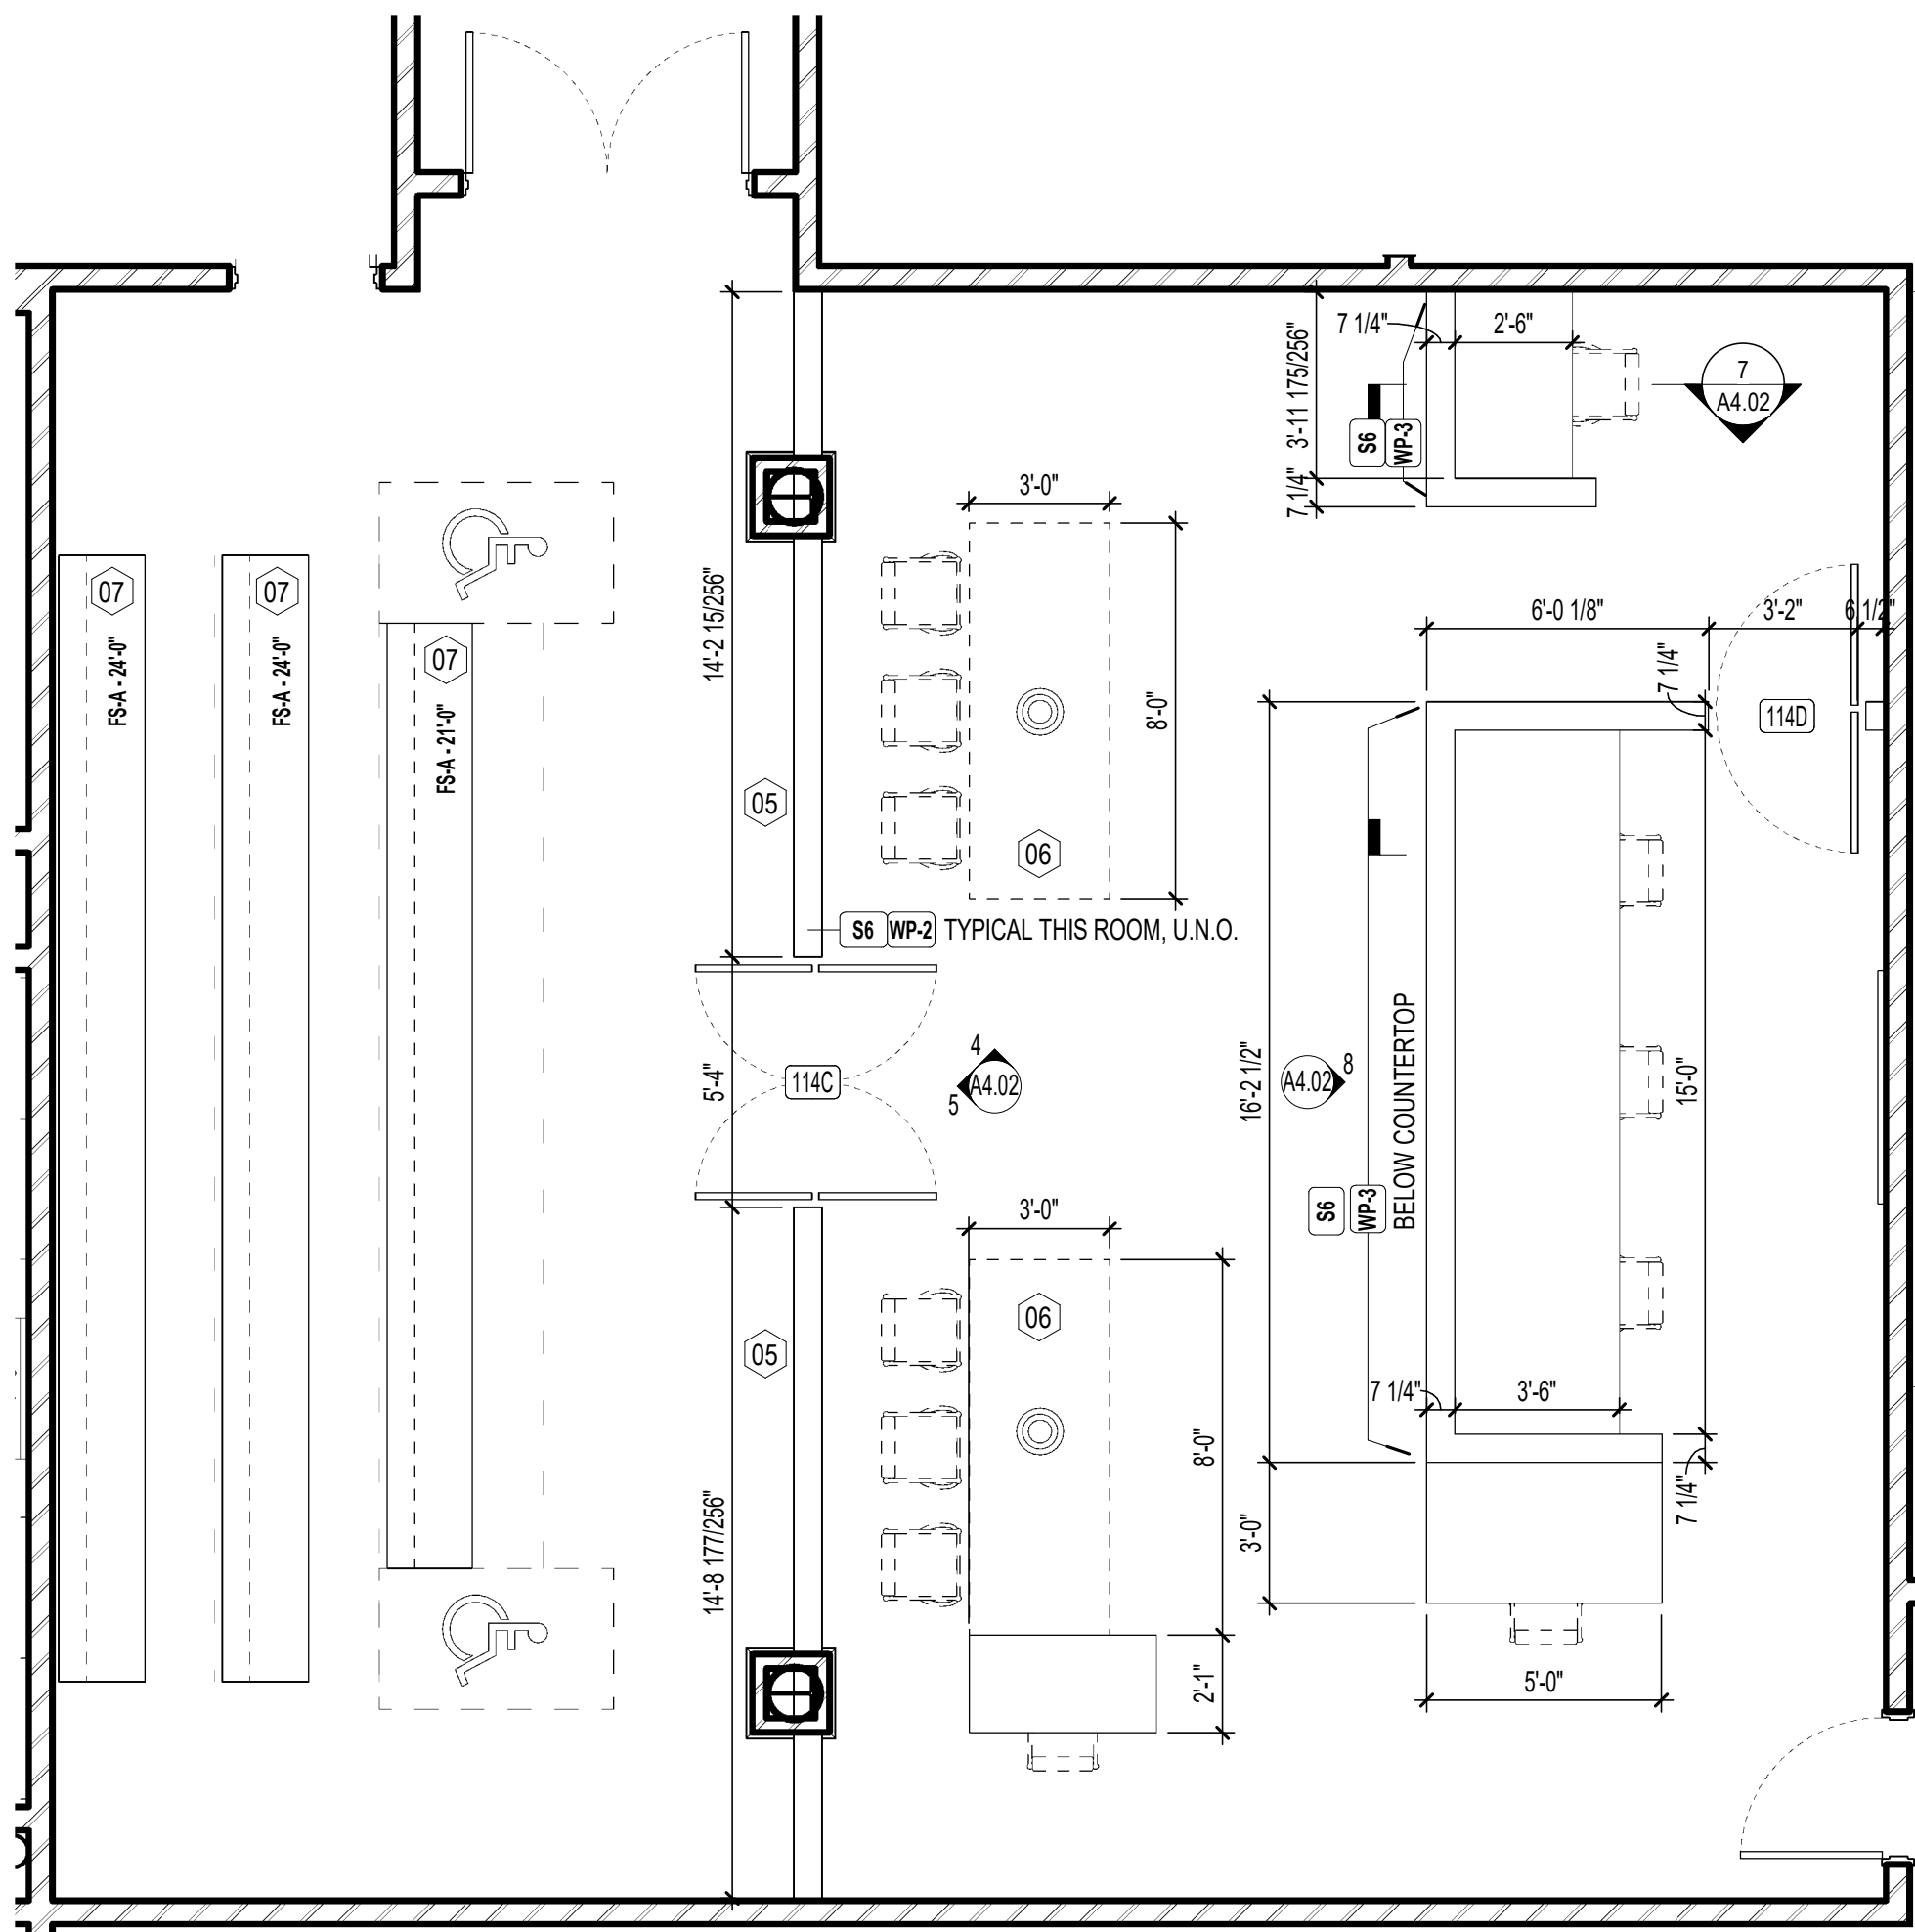 7 1/4"
2'-6"
3'-11 175/256"
7 1/4"
S6
WP-3
7
A4.02
3'-0"
07
FS-A - 24'-0"
07
FS-A - 24'-0"
07
FS-A - 21'-0"
14'-2 15/256"
8'-0"
6'-0 1/8"
3'-2"
6 1/2"
7 1/4"
114D
05
06
S6 WP-2 TYPICAL THIS ROOM, U.N.O.
5'-4"
114C
4
A4.02
5
16'-2 1/2"
A4.02
8
BELOW COUNTERTOP
S6
WP-3
15'-0"
3'-0"
05
06
8'-0"
7 1/4"
3'-6"
7 1/4"
14'-8 177/256"
3'-0"
2'-1"
5'-0"